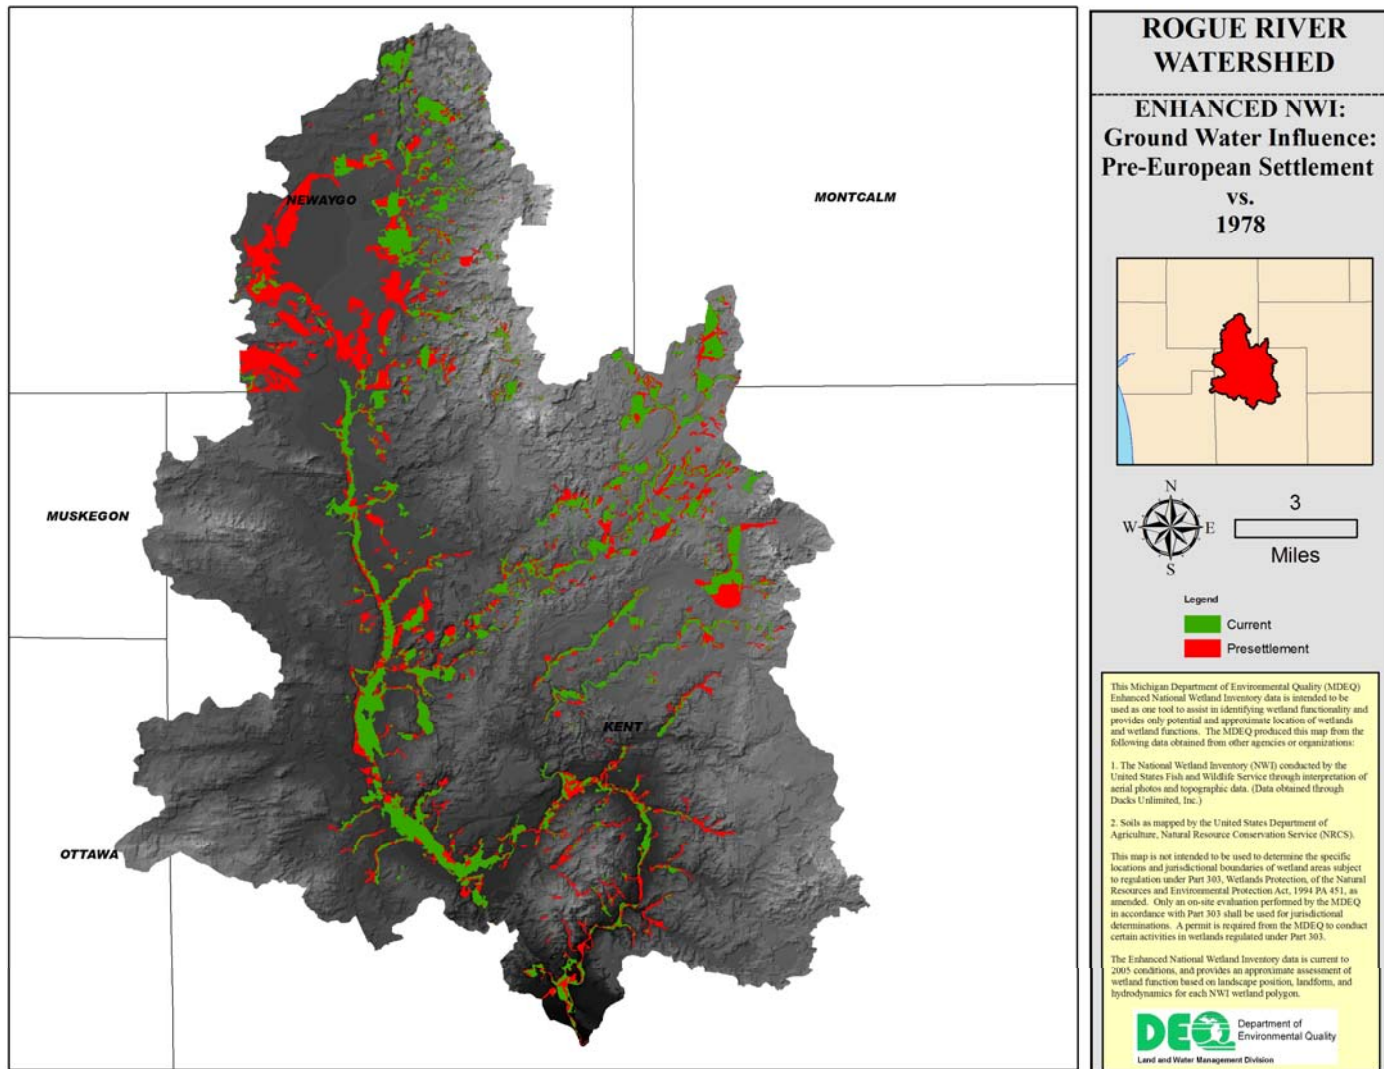 ROGUE RIVER
WATERSHED
ENHANCED NWI:
Ground Water Influence:
Pre-European Settlement
vs.
1978
NEWAYGO
MONTCALM
MUSKEGON
KENT
OTTAWA
N
W
E
S
3
Miles
Legend
Current
Presettlement
This Michigan Department of Environmental Quality (MDEQ)
Enhanced National Wetland Inventory data is intended to be
used as one tool to assist in identifying wetland functionality and
provides only potential and approximate location of wetlands
and wetland functions. The MDEQ produced this map from the
following data obtained from other agencies or organizations:
1. The National Wetland Inventory (NWI) conducted by the
United States Fish and Wildlife Service through interpretation of
aerial photos and topographic data. (Data obtained through
Ducks Unlimited, Inc.)
2. Soils as mapped by the United States Department of
Agriculture, Natural Resource Conservation Service (NRCS).
This map is not intended to be used to determine the specific
locations and jurisdictional boundaries of wetland areas subject
to regulation under Part 303, Wetlands Protection, of the Natural
Resources and Environmental Protection Act, 1994 PA 451, as
amended. Only an on-site evaluation performed by the MDEQ
in accordance with Part 303 shall be used for jurisdictional
determinations. A permit is required from the MDEQ to conduct
certain activities in wetlands regulated under Part 303.
The Enhanced National Wetland Inventory data is current to
2005 conditions, and provides an approximate assessment of
wetland function based on landscape position, landform, and
hydrodynamics for each NWI wetland polygon.
DEQ
Department of
Environmental Quality
Land and Water Management Division